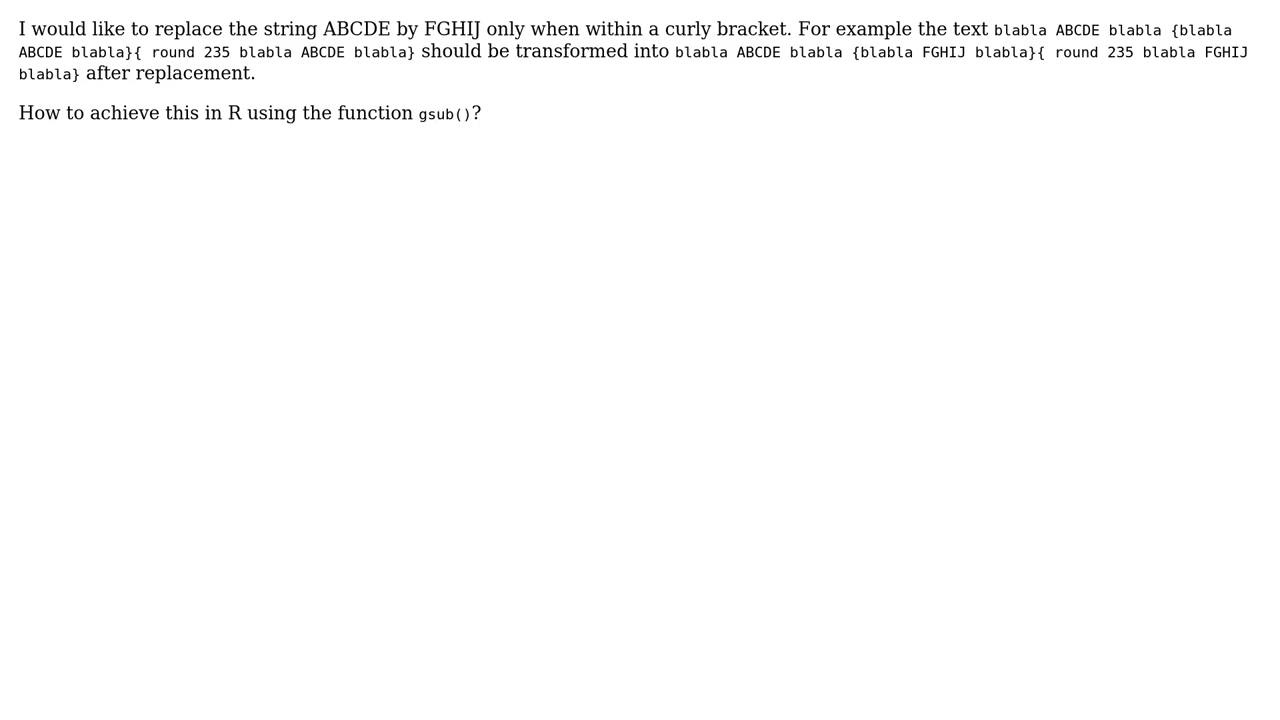 I would like to replace the string ABCDE by FGHIJ only when within a curly bracket. For example the text blabla ABCDE blabla {blabla
ABCDE blabla}{ round 235 blabla ABCDE blabla} should be transformed into blabla ABCDE blabla {blabla FGHIJ blabla}{ round 235 blabla FGHIJ
blabla} after replacement.
How to achieve this in R using the function gsub()?